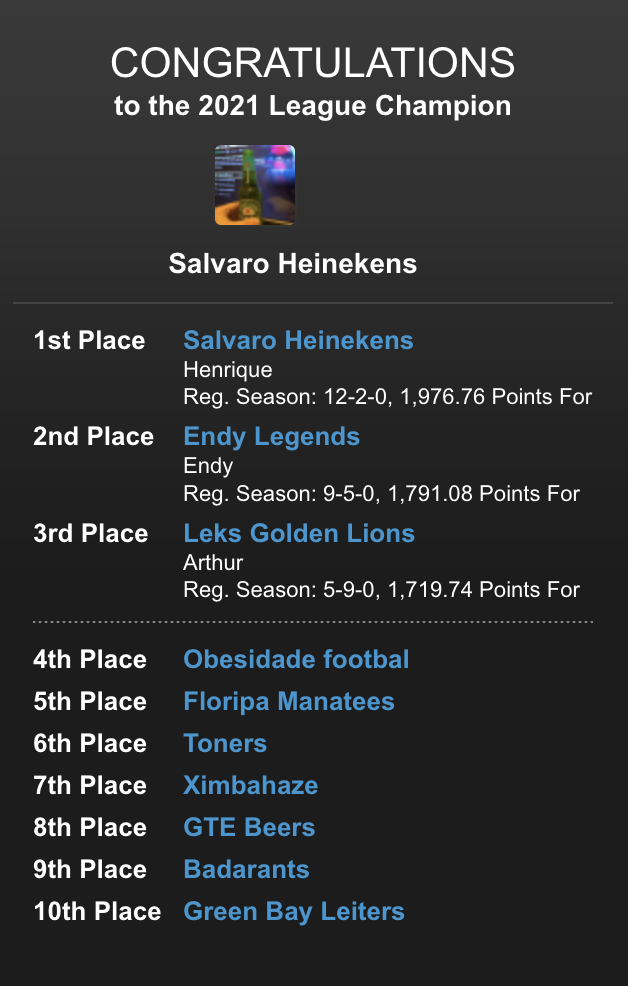 CONGRATULATIONS
to the 2021 League Champion
Salvaro Heinekens
1st Place Salvaro Heinekens
Henrique
Reg. Season: 12-2-0, 1,976.76 Points For
2nd Place Endy Legends
Endy
Reg. Season: 9-5-0, 1,791.08 Points For
3rd Place Leks Golden Lions
Arthur
Reg. Season: 5-9-0, 1,719.74 Points For
4th Place Obesidade footbal
5th Place Floripa Manatees
6th Place Toners
7th Place Ximbahaze
8th Place GTE Beers
9th Place Badarants
10th Place Green Bay Leiters